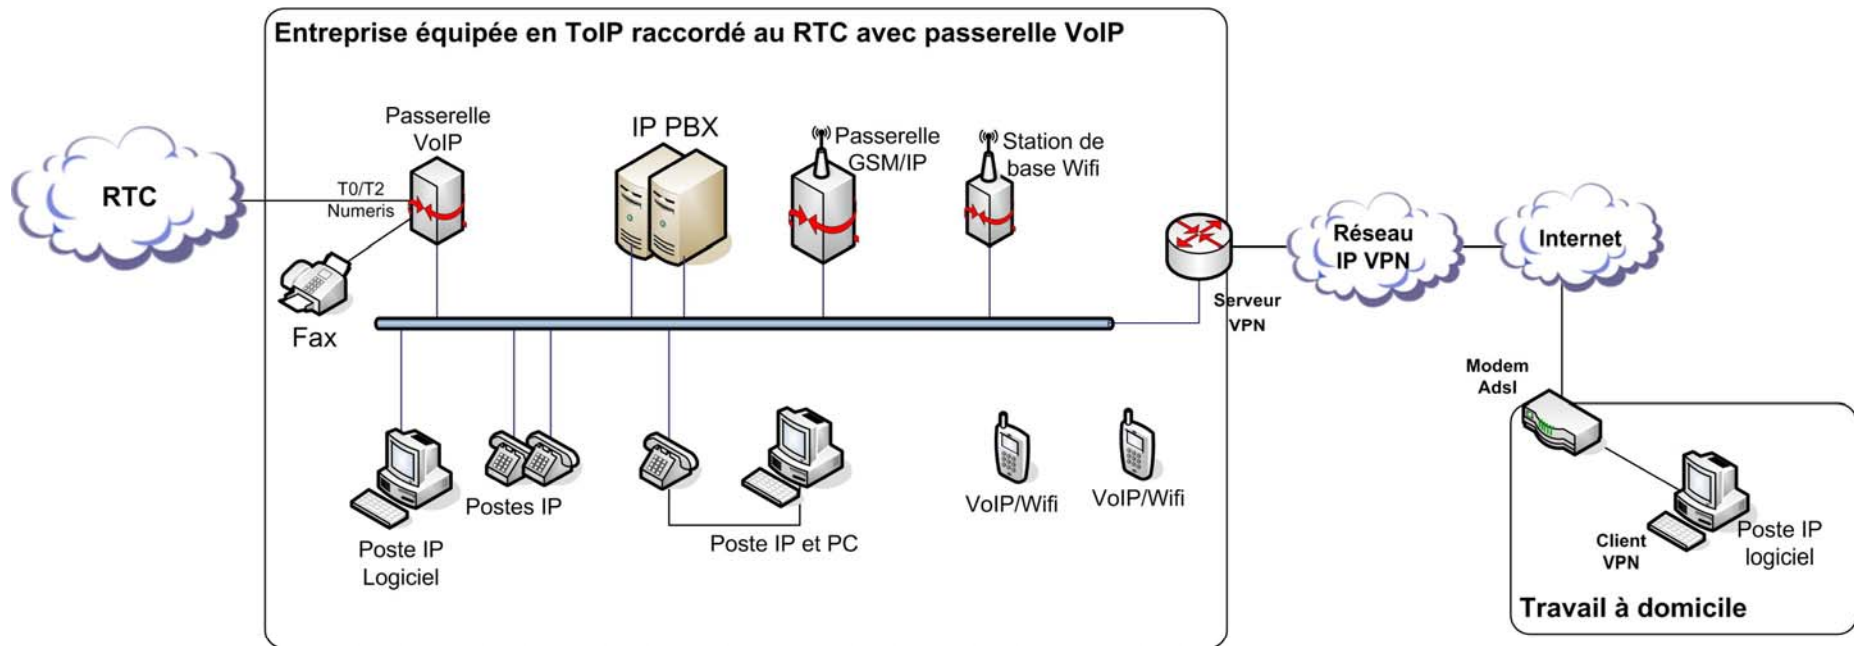 Entreprise équipée en ToIP raccordé au RTC avec passerelle VoIP
Passerelle
VoIP
IP PBX
Passerelle
GSM/IP
Station de
base Wifi
RTC
T0/T2
Numeris
Fax
Serveur
VPN
Réseau
IP VPN
Internet
Modem
Adsl
Poste IP
Logiciel
Postes IP
Poste IP et PC
VoIP/Wifi
VoIP/Wifi
Client
VPN
Poste IP
logiciel
Travail à domicile